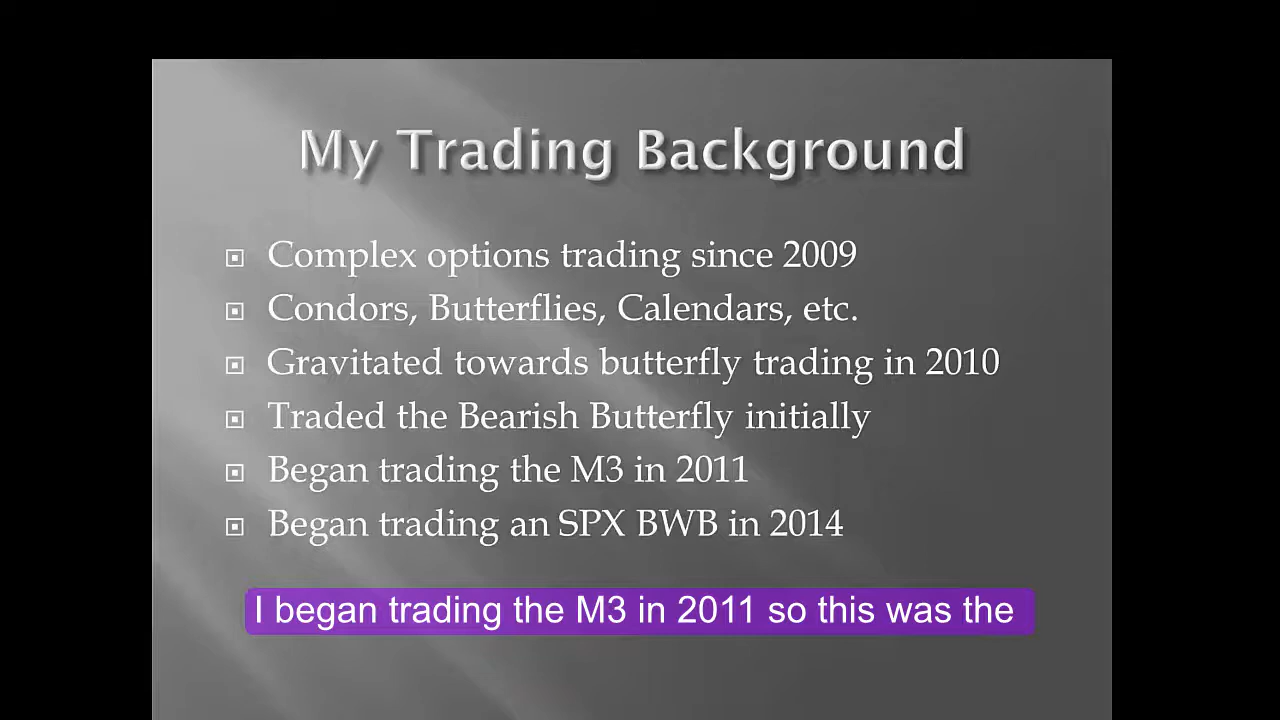 My Trading Background
Complex options trading since 2009
Condors, Butterflies, Calendars, etc.
Gravitated towards butterfly trading in 2010
Traded the Bearish Butterfly initially
Began trading the M3 in 2011
Began trading an SPX BWB in 2014
I began trading the M3 in 2011 so this was the